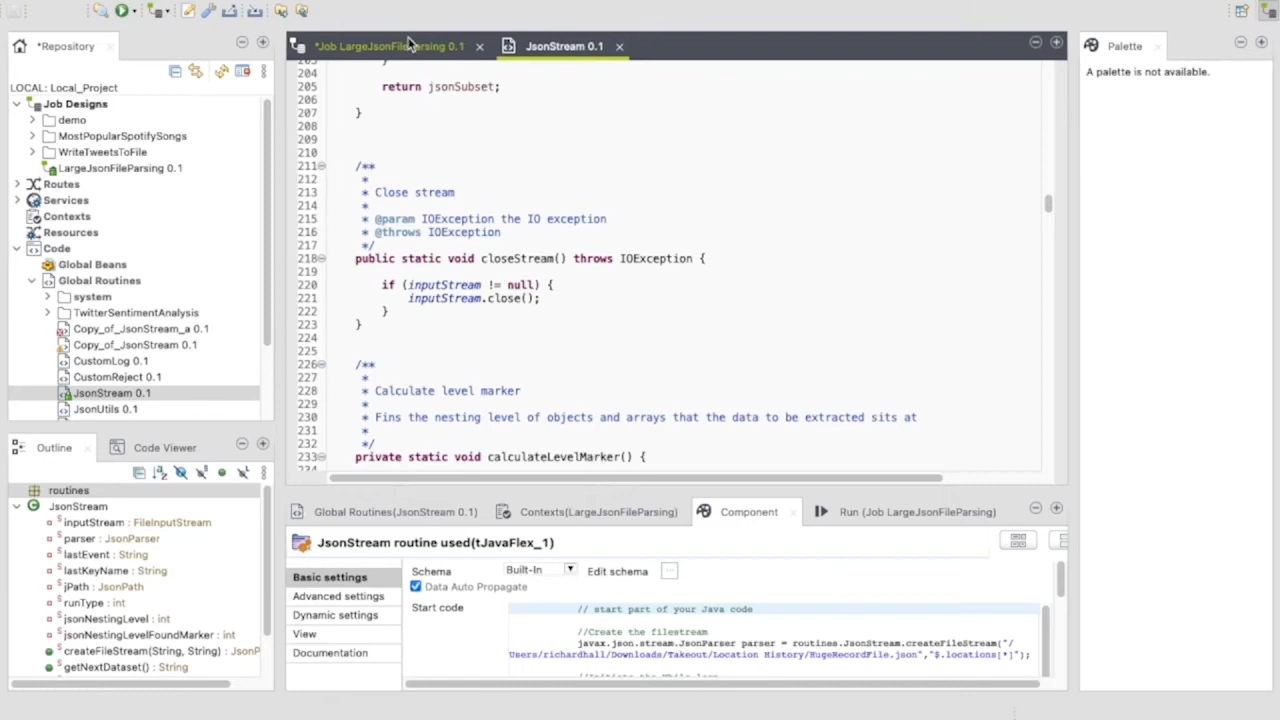 *Repository
LOCAL: Local_Project
Job Designs
demo
MostPopularSpotifySongs
WriteTweetsToFile
LargeJsonFileParsing 0.1
Routes
Services
Contexts
Resources
Code
Global Beans
Global Routines
system
TwitterSentimentAnalysis
Copy_of_JsonStream_a 0.1
Copy_of_JsonStream 0.1
CustomLog 0.1
CustomReject 0.1
JsonStream 0.1
JsonUtils 0.1
Outline
Code Viewer
routines
JsonStream
inputStream : FileInputStream
parser : JsonParser
lastEvent : String
lastKeyName : String
jPath : JsonPath
runType : int
jsonNestingLevel : int
jsonNestingLevelFoundMarker : int
createFileStream(String, String) : JsonP
getNextDataset() : String
*Job LargeJsonFileParsing 0.1
JsonStream 0.1
203 }
204
205 return jsonSubset;
206
207 }
208
209
210
211 /**
212 *
213 * Close stream
214 *
215 * @param IOException the IO exception
216 * @throws IOException
217 */
218 public static void closeStream() throws IOException {
219
220 if (inputStream != null) {
221 inputStream.close();
222 }
223 }
224
225
226 /**
227 *
228 * Calculate level marker
229 *
230 * Fins the nesting level of objects and arrays that the data to be extracted sits at
231 *
232 */
233 private static void calculateLevelMarker() {
234
Global Routines(JsonStream 0.1)
Contexts(LargeJsonFileParsing)
Component
Run (Job LargeJsonFileParsing)
JsonStream routine used(tJavaFlex_1)
Basic settings
Advanced settings
Dynamic settings
View
Documentation
Schema Built-In Edit schema ...
Data Auto Propagate
Start code
// start part of your Java code
//Create the filestream
javax.json.stream.JsonParser parser = routines.JsonStream.createFileStream("/
Users/richardhall/Downloads/Takeout/Location History/HugeRecordFile.json","$.locations[*]");
Palette
A palette is not available.